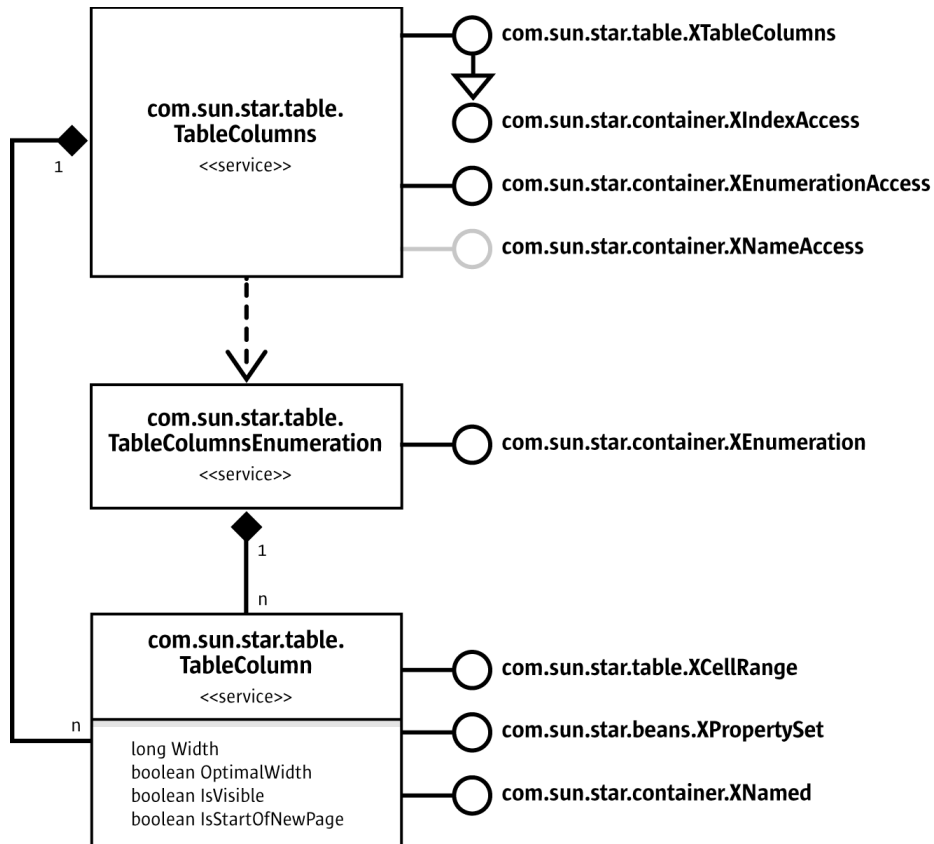 com.sun.star.table.
TableColumns
<<service>>
1
com.sun.star.table.XTableColumns
com.sun.star.container.XIndexAccess
com.sun.star.container.XEnumerationAccess
com.sun.star.container.XNameAccess
com.sun.star.table.
TableColumnsEnumeration
<<service>>
com.sun.star.container.XEnumeration
1
n
com.sun.star.table.
TableColumn
<<service>>
n
long Width
boolean OptimalWidth
boolean IsVisible
boolean IsStartOfNewPage
com.sun.star.table.XCellRange
com.sun.star.beans.XPropertySet
com.sun.star.container.XNamed